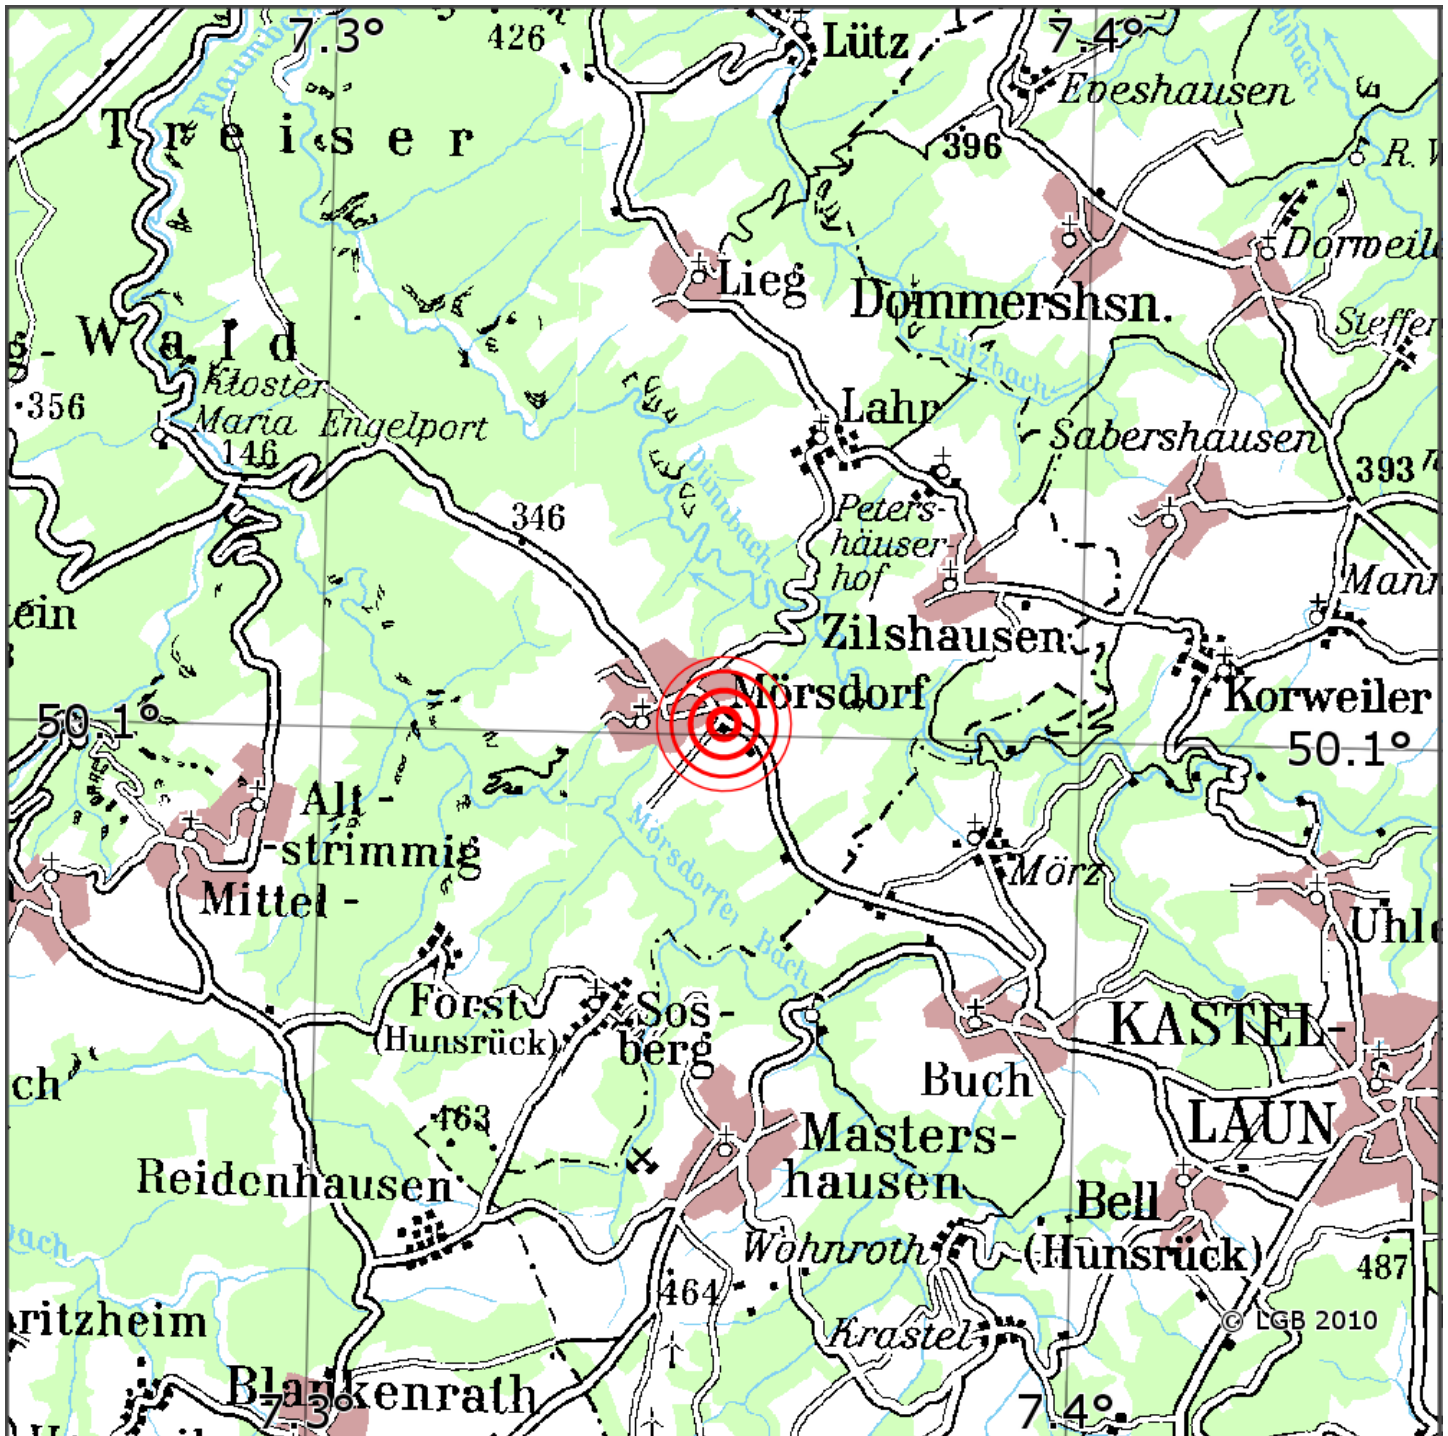 7.3°
426
Lütz
7.4°
Flaumbach
Eveshausen
Treiser
396
R.
Lieg
Dommershsn.
Wald
Lützbach
Kloster
Maria Engelport
356
146
Lahr
Sabershausen
393
346
Dünnbach
Peters-
häuser-
hof
ein
Zilshausen
Mörsdorf
Korweiler
50.1°
50.1°
Alt-
-strimmig
Mittel-
Mörsdorfer Bach
Mörz
Forst
(Hunsrück)
Sos-
berg
KASTEL-
LAUN
Buch
ch
463
Masters-
hausen
Reidenhausen
Bell
(Hunsrück)
Wohnroth
bach
464
487
ritzheim
Krastel
© LGB 2010
Blankenrath
7.3°
7.4°